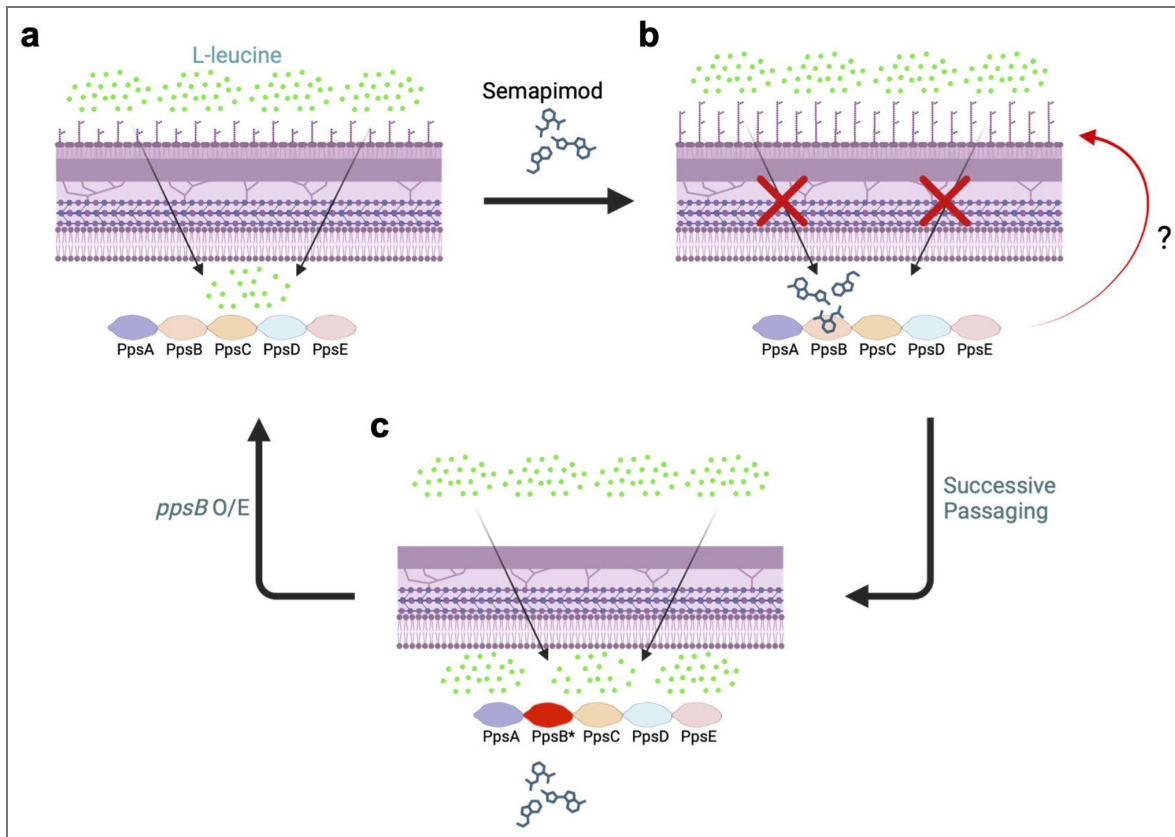 a
L-leucine
PpsA PpsB PpsC PpsD PpsE
Semapimod
b
?
PpsA PpsB PpsC PpsD PpsE
Successive
Passaging
c
PpsA PpsB* PpsC PpsD PpsE
ppsB O/E